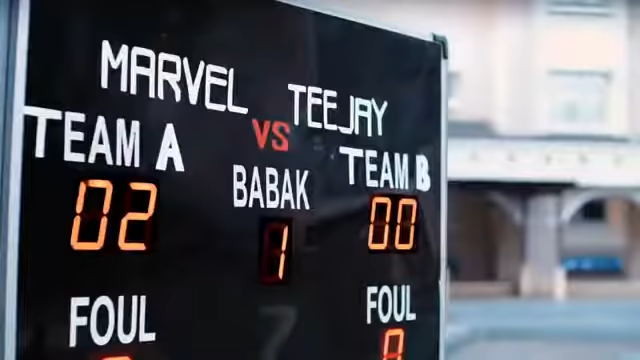 MARVEL
TEEJAY
VS
TEAM A
TEAM B
BABAK
02
1
00
FOUL
FOUL